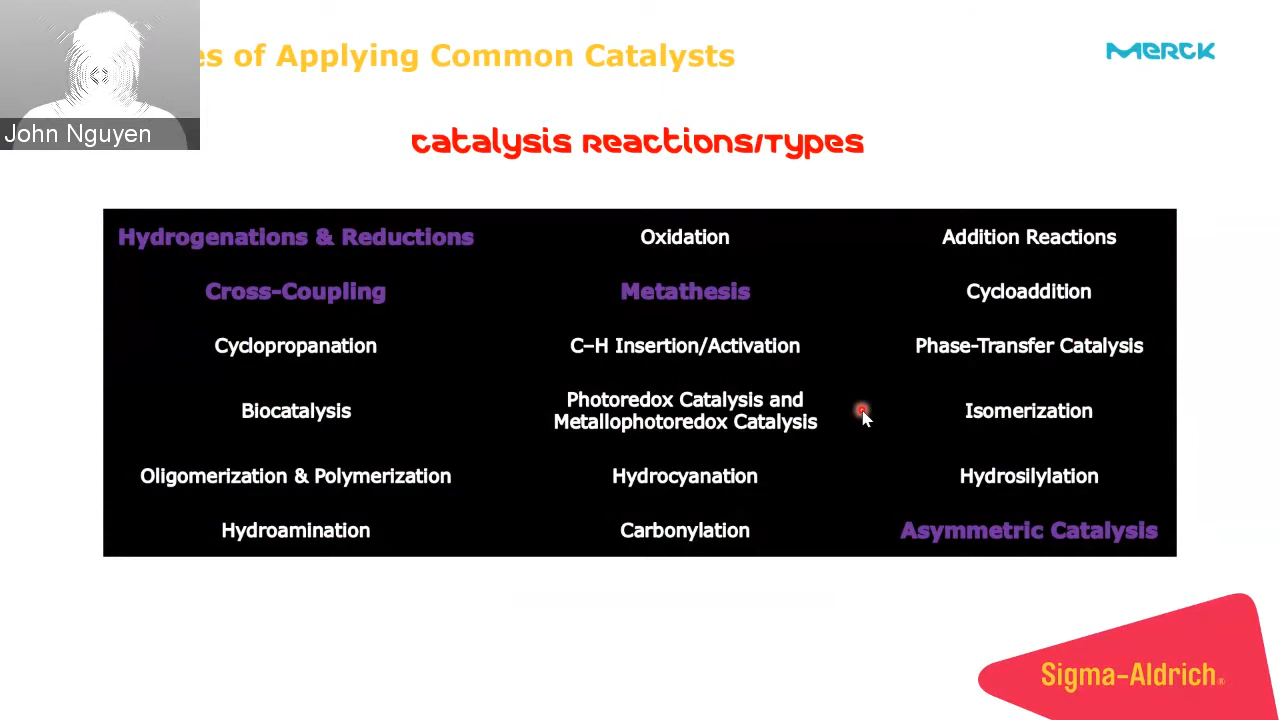 es of Applying Common Catalysts
MERCK
John Nguyen
Catalysis Reactions/Types
Hydrogenations & Reductions
Oxidation
Addition Reactions
Cross-Coupling
Metathesis
Cycloaddition
Cyclopropanation
C–H Insertion/Activation
Phase-Transfer Catalysis
Biocatalysis
Photoredox Catalysis and
Metallophotoredox Catalysis
Isomerization
Oligomerization & Polymerization
Hydrocyanation
Hydrosilylation
Hydroamination
Carbonylation
Asymmetric Catalysis
Sigma-Aldrich®